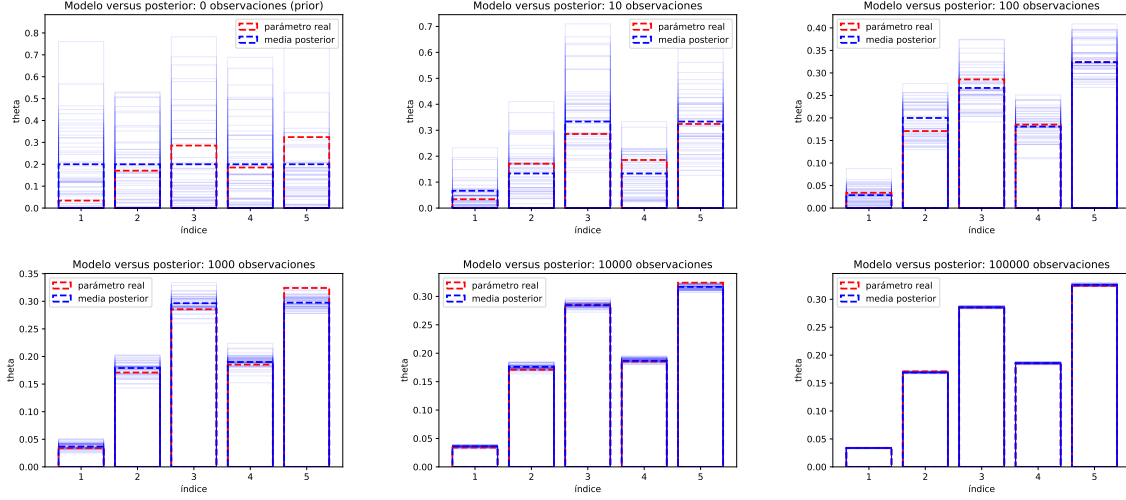 Modelo versus posterior: 0 observaciones (prior)
0.8
0.7
0.6
0.5
0.4
0.3
0.2
0.1
0.0
theta
parámetro real
media posterior
1 2 3 4 5
índice
Modelo versus posterior: 10 observaciones
0.7
0.6
0.5
0.4
0.3
0.2
0.1
0.0
theta
parámetro real
media posterior
1 2 3 4 5
índice
Modelo versus posterior: 100 observaciones
0.40
0.35
0.30
0.25
0.20
0.15
0.10
0.05
0.00
theta
parámetro real
media posterior
1 2 3 4 5
índice
Modelo versus posterior: 1000 observaciones
0.35
0.30
0.25
0.20
0.15
0.10
0.05
0.00
theta
parámetro real
media posterior
1 2 3 4 5
índice
Modelo versus posterior: 10000 observaciones
0.30
0.25
0.20
0.15
0.10
0.05
0.00
theta
parámetro real
media posterior
1 2 3 4 5
índice
Modelo versus posterior: 100000 observaciones
0.30
0.25
0.20
0.15
0.10
0.05
0.00
theta
parámetro real
media posterior
1 2 3 4 5
índice